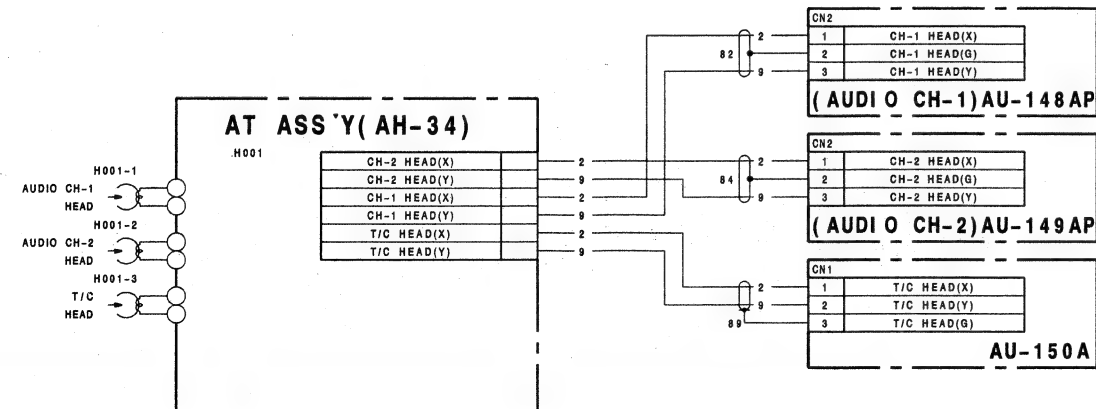 AT ASS'Y(AH-34)
H001
CH-2 HEAD(X) 2
CH-2 HEAD(Y) 9
CH-1 HEAD(X) 2
CH-1 HEAD(Y) 9
T/C HEAD(X) 2
T/C HEAD(Y) 9
H001-1
AUDIO CH-1
HEAD
H001-2
AUDIO CH-2
HEAD
H001-3
T/C
HEAD
CN2
2 1 CH-1 HEAD(X)
82 2 CH-1 HEAD(G)
9 3 CH-1 HEAD(Y)
(AUDIO CH-1)AU-148AP
CN2
2 1 CH-2 HEAD(X)
84 2 CH-2 HEAD(G)
9 3 CH-2 HEAD(Y)
(AUDIO CH-2)AU-149AP
CN1
2 1 T/C HEAD(X)
9 2 T/C HEAD(Y)
89 3 T/C HEAD(G)
AU-150A